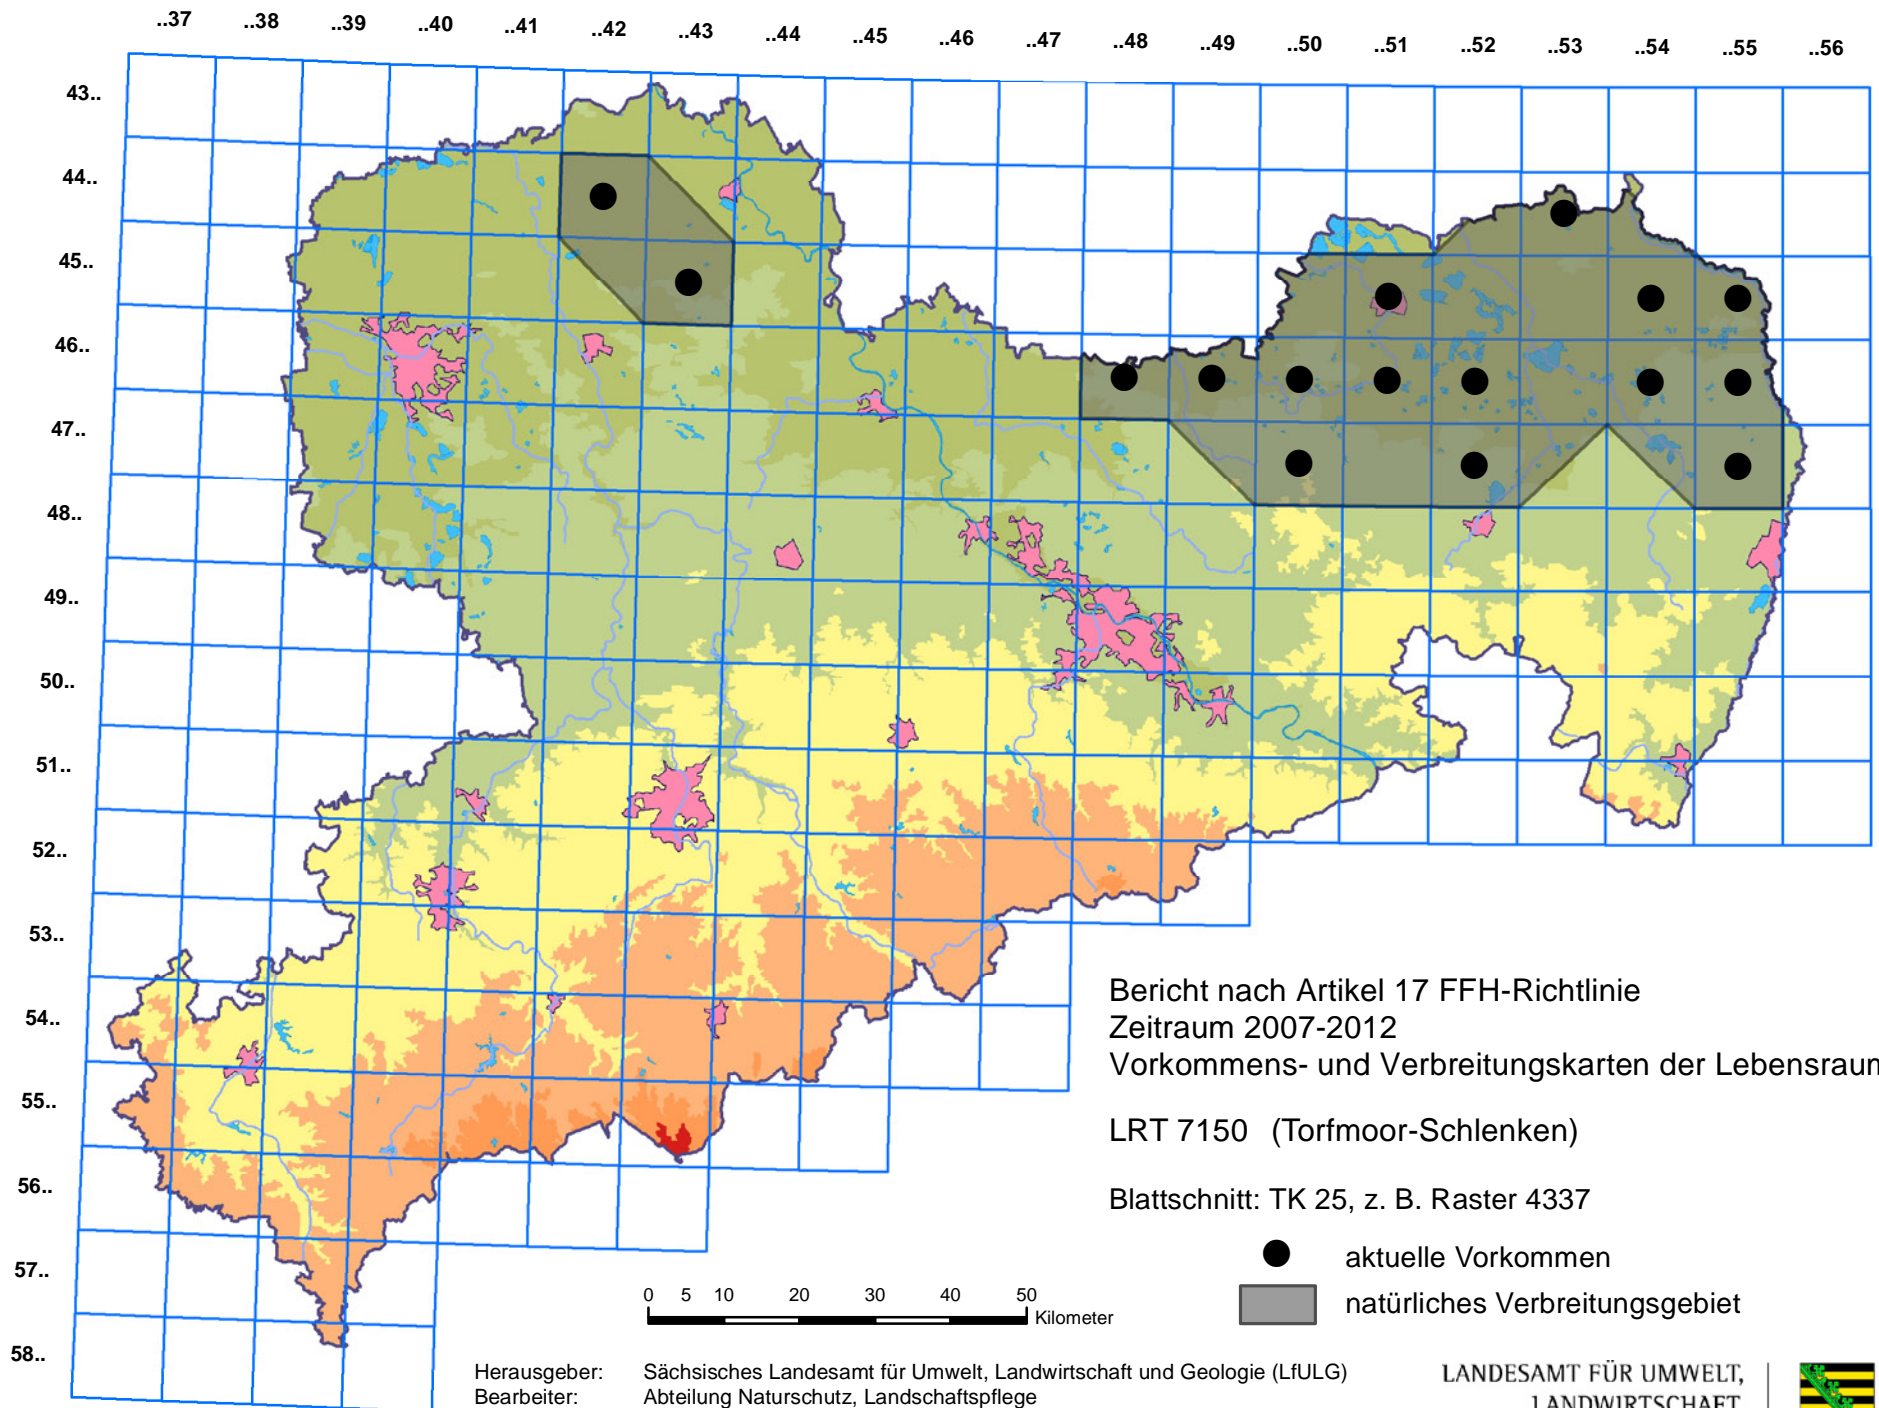 ..37 ..38 ..39 ..40 ..41 ..42 ..43 ..44 ..45 ..46 ..47 ..48 ..49 ..50 ..51 ..52 ..53 ..54 ..55 ..56
43..
44..
45..
46..
47..
48..
49..
50..
51..
52..
53..
54..
55..
56..
57..
58..
Bericht nach Artikel 17 FFH-Richtlinie
Zeitraum 2007-2012
Vorkommens- und Verbreitungskarten der Lebensraum
LRT 7150 (Torfmoor-Schlenken)
Blattschnitt: TK 25, z. B. Raster 4337
aktuelle Vorkommen
natürliches Verbreitungsgebiet
0 5 10 20 30 40 50
Kilometer
Herausgeber: Sächsisches Landesamt für Umwelt, Landwirtschaft und Geologie (LfULG)
Bearbeiter: Abteilung Naturschutz, Landschaftspflege
LANDESAMT FÜR UMWELT,
LANDWIRTSCHAFT